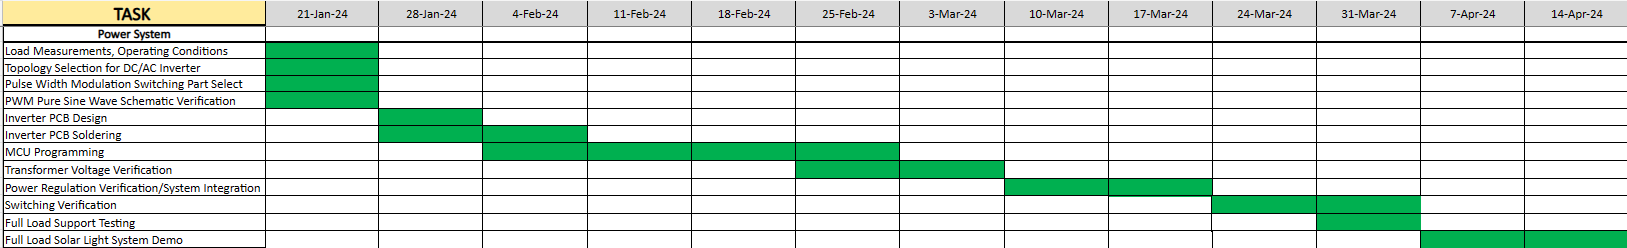 TASK 21-Jan-24 28-Jan-24 4-Feb-24 11-Feb-24 18-Feb-24 25-Feb-24 3-Mar-24 10-Mar-24 17-Mar-24 24-Mar-24 31-Mar-24 7-Apr-24 14-Apr-24
Power System
Load Measurements, Operating Conditions
Topology Selection for DC/AC Inverter
Pulse Width Modulation Switching Part Select
PWM Pure Sine Wave Schematic Verification
Inverter PCB Design
Inverter PCB Soldering
MCU Programming
Transformer Voltage Verification
Power Regulation Verification/System Integration
Switching Verification
Full Load Support Testing
Full Load Solar Light System Demo